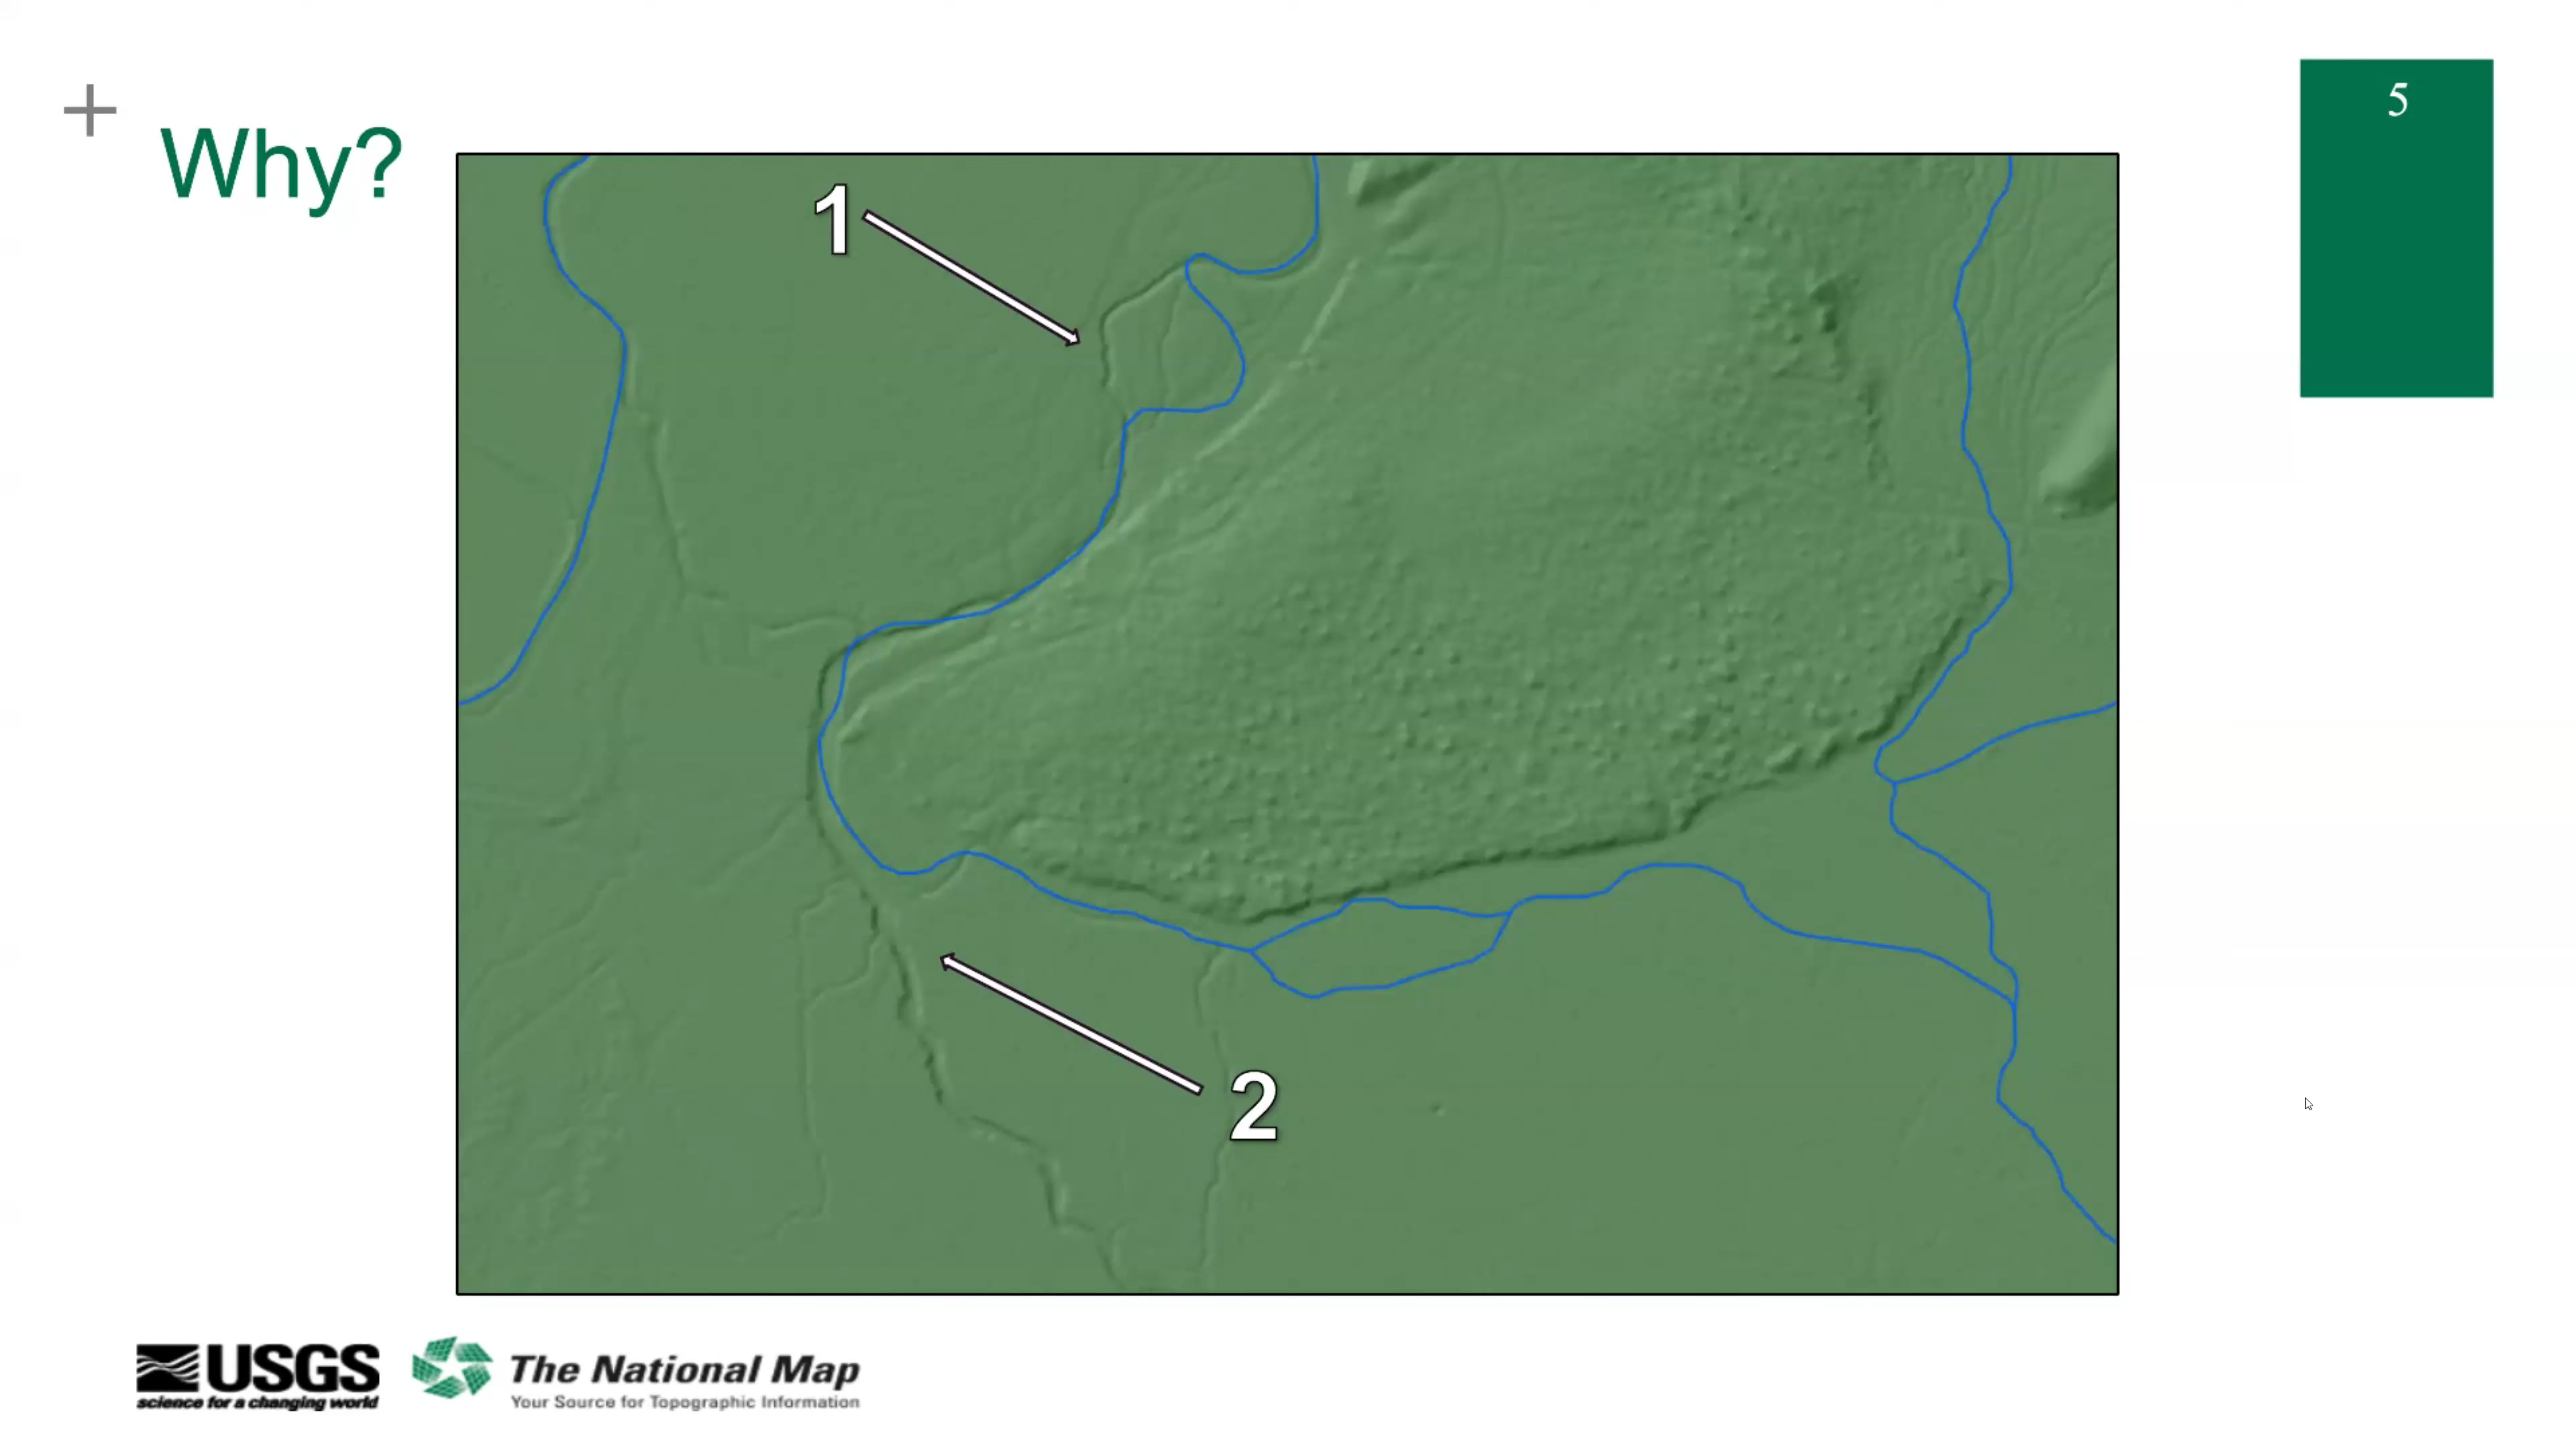 +
Why?
5
1
2
USGS
science for a changing world
The National Map
Your Source for Topographic Information